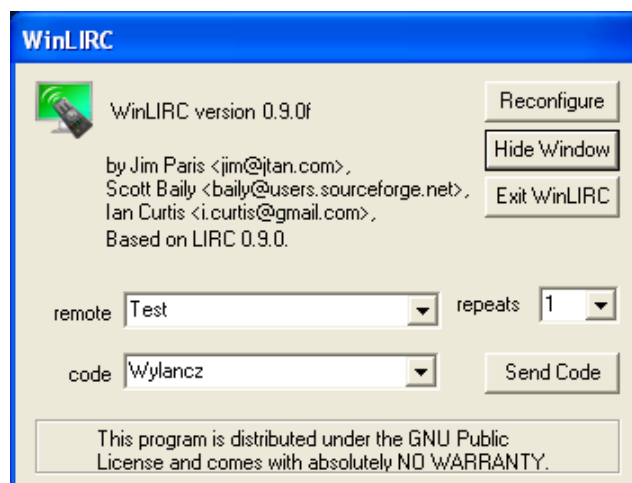 WinLIRC
WinLIRC version 0.9.0f
Reconfigure
Hide Window
Exit WinLIRC
by Jim Paris <jim@jtan.com>,
Scott Baily <baily@users.sourceforge.net>,
Ian Curtis <i.curtis@gmail.com>,
Based on LIRC 0.9.0.
remote Test repeats 1
code Wylancz Send Code
This program is distributed under the GNU Public
License and comes with absolutely NO WARRANTY.